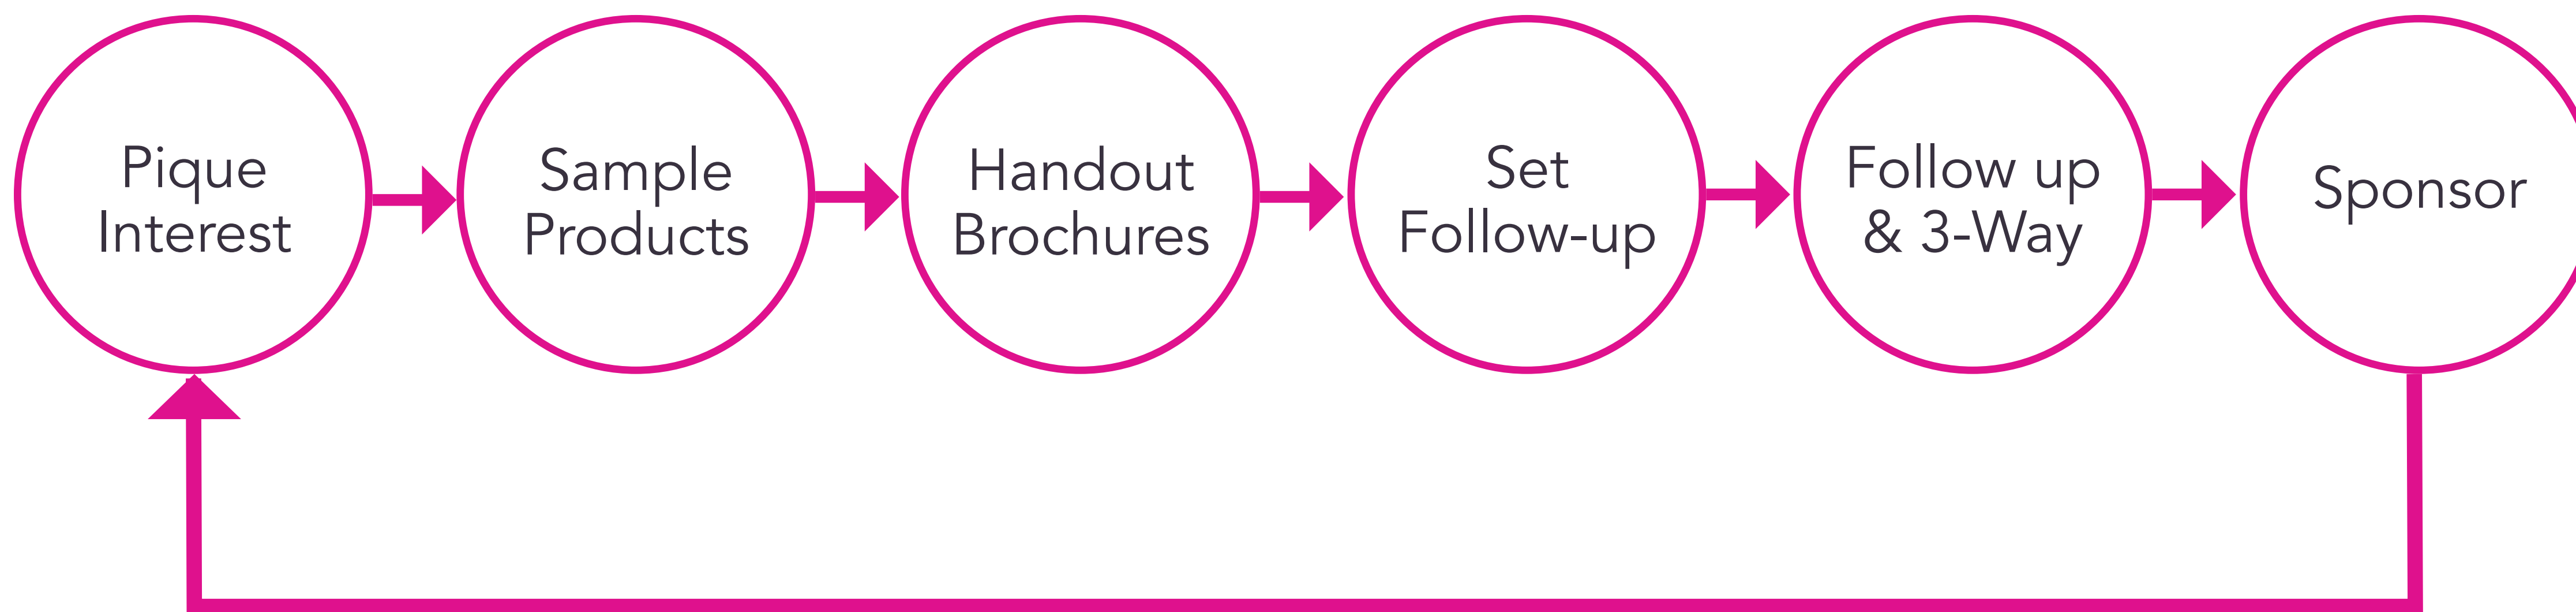 Pique
Interest
Sample
Products
Handout
Brochures
Set
Follow-up
Follow up
& 3-Way
Sponsor